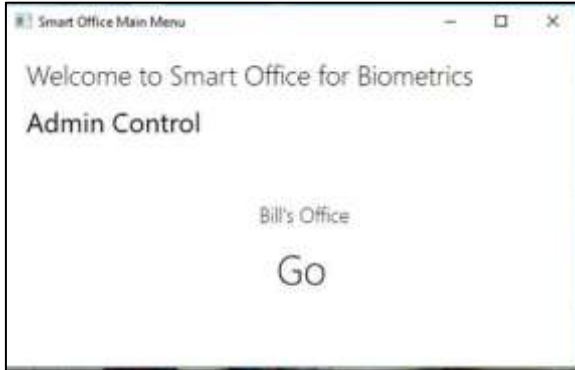 Smart Office Main Menu
Welcome to Smart Office for Biometrics
Admin Control
Bill's Office
Go